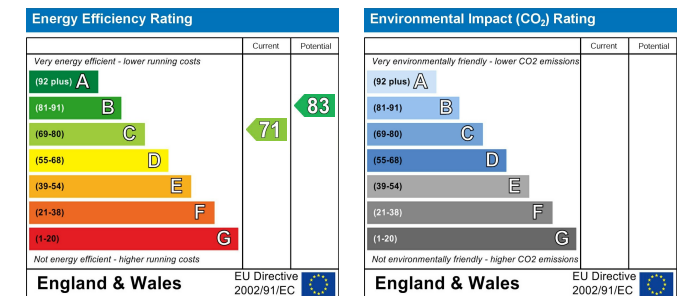 Energy Efficiency Rating
Current Potential
Very energy efficient - lower running costs
(92 plus) A
(81-91) B
83
(69-80) C
71
(55-68) D
(39-54) E
(21-38) F
(1-20) G
Not energy efficient - higher running costs
England & Wales
EU Directive
2002/91/EC
Environmental Impact (CO2) Rating
Current Potential
Very environmentally friendly - lower CO2 emissions
(92 plus) A
(81-91) B
(69-80) C
(55-68) D
(39-54) E
(21-38) F
(1-20) G
Not environmentally friendly - higher CO2 emissions
England & Wales
EU Directive
2002/91/EC